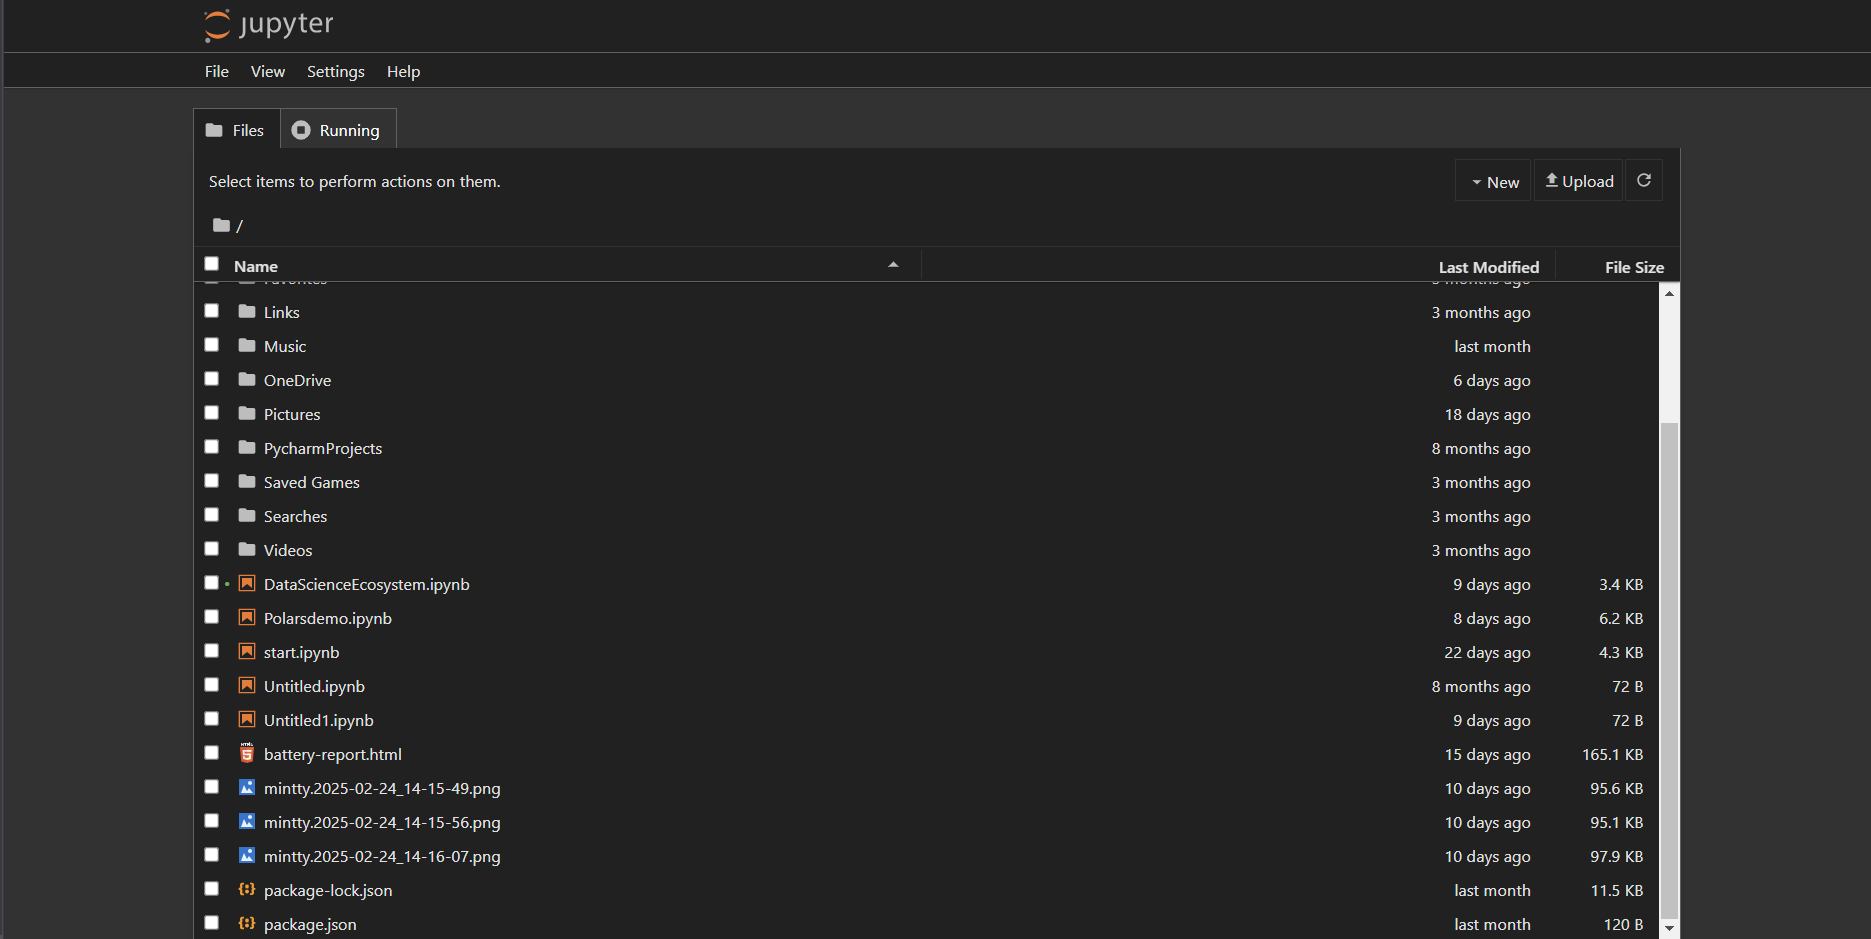 jupyter
File View Settings Help
Files Running
Select items to perform actions on them.
New Upload
/
Name Last Modified File Size
Favorites 3 months ago
Links 3 months ago
Music last month
OneDrive 6 days ago
Pictures 18 days ago
PycharmProjects 8 months ago
Saved Games 3 months ago
Searches 3 months ago
Videos 3 months ago
DataScienceEcosystem.ipynb 9 days ago 3.4 KB
Polarsdemo.ipynb 8 days ago 6.2 KB
start.ipynb 22 days ago 4.3 KB
Untitled.ipynb 8 months ago 72 B
Untitled1.ipynb 9 days ago 72 B
battery-report.html 15 days ago 165.1 KB
mintty.2025-02-24_14-15-49.png 10 days ago 95.6 KB
mintty.2025-02-24_14-15-56.png 10 days ago 95.1 KB
mintty.2025-02-24_14-16-07.png 10 days ago 97.9 KB
package-lock.json last month 11.5 KB
package.json last month 120 B